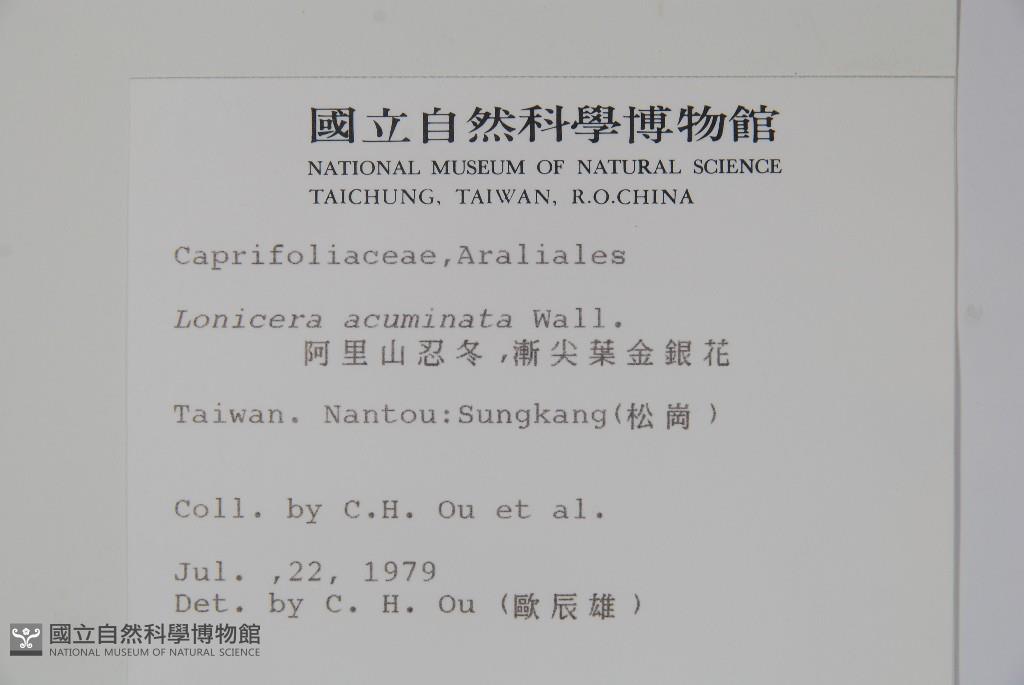 國立自然科學博物館
NATIONAL MUSEUM OF NATURAL SCIENCE
TAICHUNG, TAIWAN, R.O.CHINA
Caprifoliaceae,Araliales
Lonicera acuminata Wall.
阿里山忍冬,漸尖葉金銀花
Taiwan. Nantou:Sungkang(松崗)
Coll. by C.H. Ou et al.
Jul. ,22, 1979
Det. by C. H. Ou (歐辰雄)
國立自然科學博物館
NATIONAL MUSEUM OF NATURAL SCIENCE